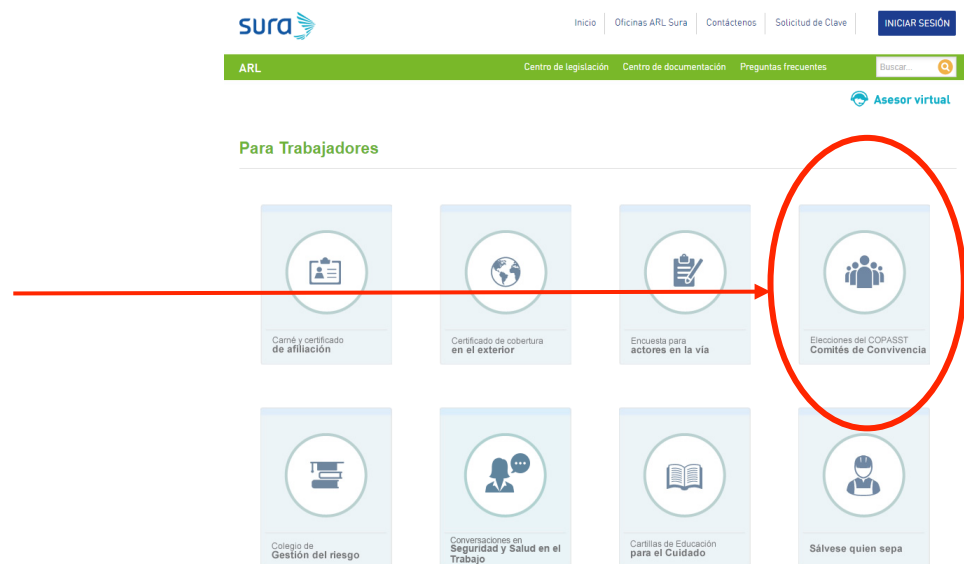 sura
Inicio
Oficinas ARL Sura
Contáctenos
Solicitud de Clave
INICIAR SESIÓN
ARL
Centro de legislación
Centro de documentación
Preguntas frecuentes
Buscar...
Asesor virtual
Para Trabajadores
Carné y certificado
de afiliación
Certificado de cobertura
en el exterior
Encuesta para
actores en la vía
Elecciones del COPASST
Comités de Convivencia
Colegio de
Gestión del riesgo
Conversaciones en
Seguridad y Salud en el
Trabajo
Cartillas de Educación
para el Cuidado
Sálvese quien sepa